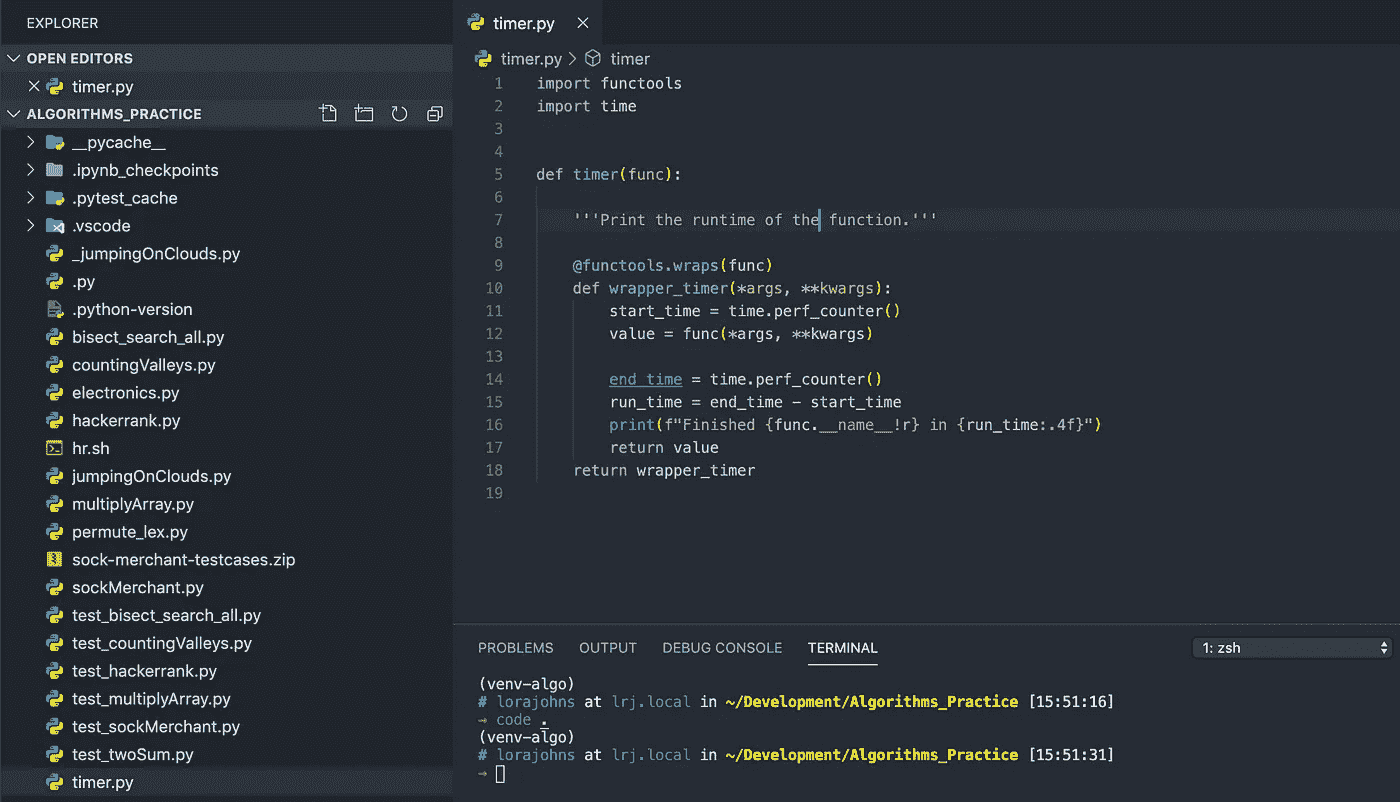 EXPLORER
OPEN EDITORS
timer.py
ALGORITHMS_PRACTICE
__pycache__
.ipynb_checkpoints
.pytest_cache
.vscode
_jumpingOnClouds.py
.py
.python-version
bisect_search_all.py
countingValleys.py
electronics.py
hackerrank.py
hr.sh
jumpingOnClouds.py
multiplyArray.py
permute_lex.py
sock-merchant-testcases.zip
sockMerchant.py
test_bisect_search_all.py
test_countingValleys.py
test_hackerrank.py
test_multiplyArray.py
test_sockMerchant.py
test_twoSum.py
timer.py
timer.py
timer.py > timer
1 import functools
2 import time
3
4
5 def timer(func):
6
7     '''Print the runtime of the function.'''
8
9     @functools.wraps(func)
10     def wrapper_timer(*args, **kwargs):
11         start_time = time.perf_counter()
12         value = func(*args, **kwargs)
13
14         end_time = time.perf_counter()
15         run_time = end_time - start_time
16         print(f"Finished {func.__name__!r} in {run_time:.4f}")
17         return value
18     return wrapper_timer
19
PROBLEMS OUTPUT DEBUG CONSOLE TERMINAL 1: zsh
(venv-algo)
# lorajohns at lrj.local in ~/Development/Algorithms_Practice [15:51:16]
→ code .
(venv-algo)
# lorajohns at lrj.local in ~/Development/Algorithms_Practice [15:51:31]
→